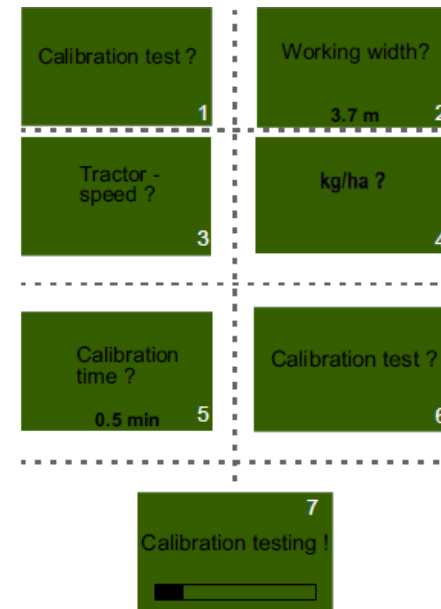 Calibration test ?
1
Working width?
3.7 m
2
Tractor -
speed ?
3
kg/ha ?
4
Calibration
time ?
0.5 min
5
Calibration test ?
6
7
Calibration testing !